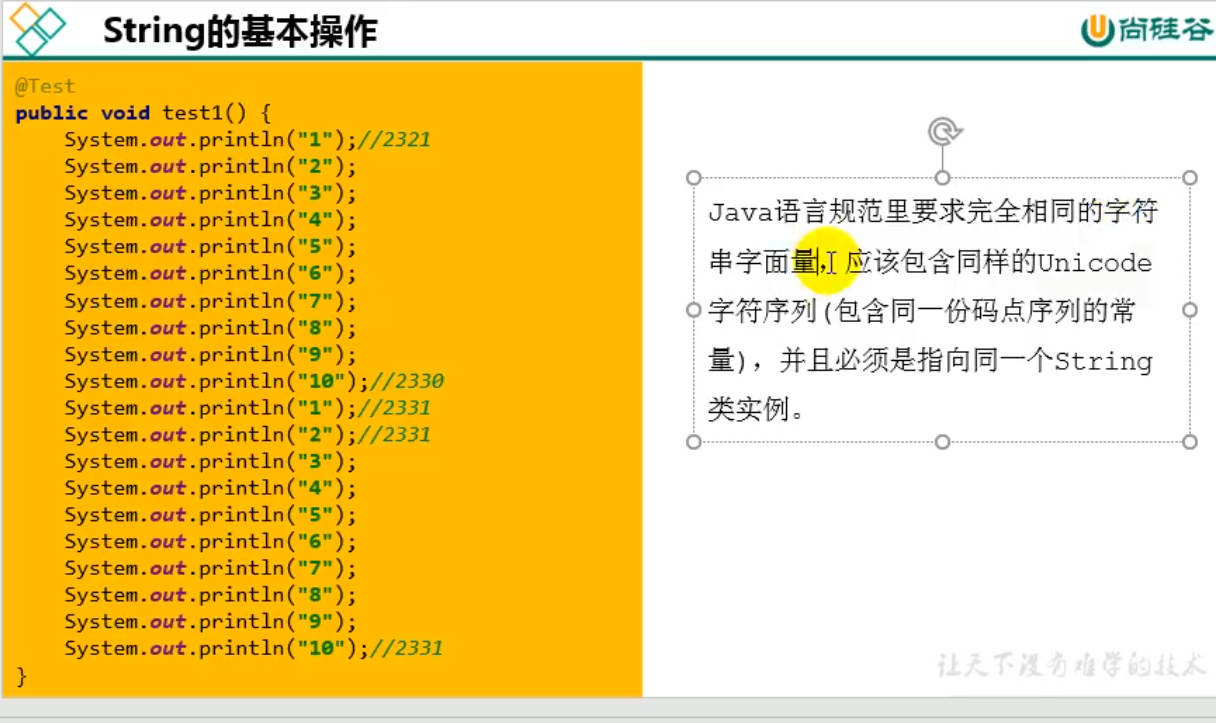 String的基本操作
尚硅谷
@Test
public void test1() {
System.out.println("1");//2321
System.out.println("2");
System.out.println("3");
System.out.println("4");
System.out.println("5");
System.out.println("6");
System.out.println("7");
System.out.println("8");
System.out.println("9");
System.out.println("10");//2330
System.out.println("1");//2331
System.out.println("2");//2331
System.out.println("3");
System.out.println("4");
System.out.println("5");
System.out.println("6");
System.out.println("7");
System.out.println("8");
System.out.println("9");
System.out.println("10");//2331
}
Java语言规范里要求完全相同的字符
串字面量，应该包含同样的Unicode
字符序列(包含同一份码点序列的常
量)，并且必须是指向同一个String
类实例。
让天下没有难学的技术